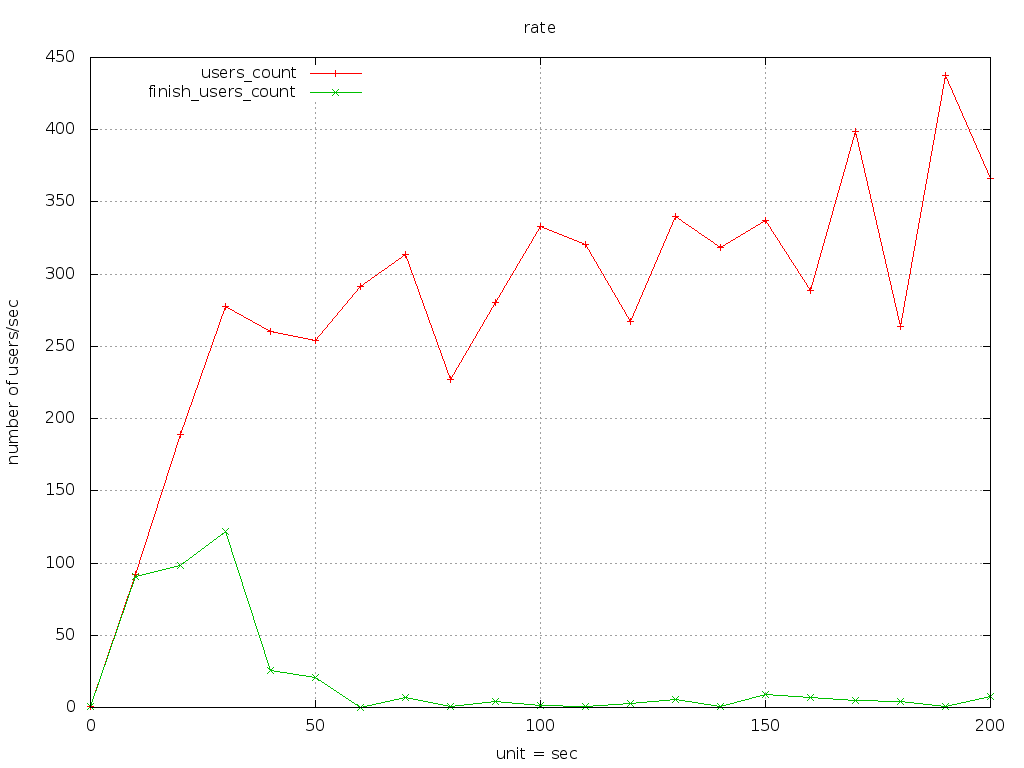 rate
users_count
finish_users_count
450
400
350
300
250
200
150
100
50
0
number of users/sec
0 50 100 150 200
unit = sec